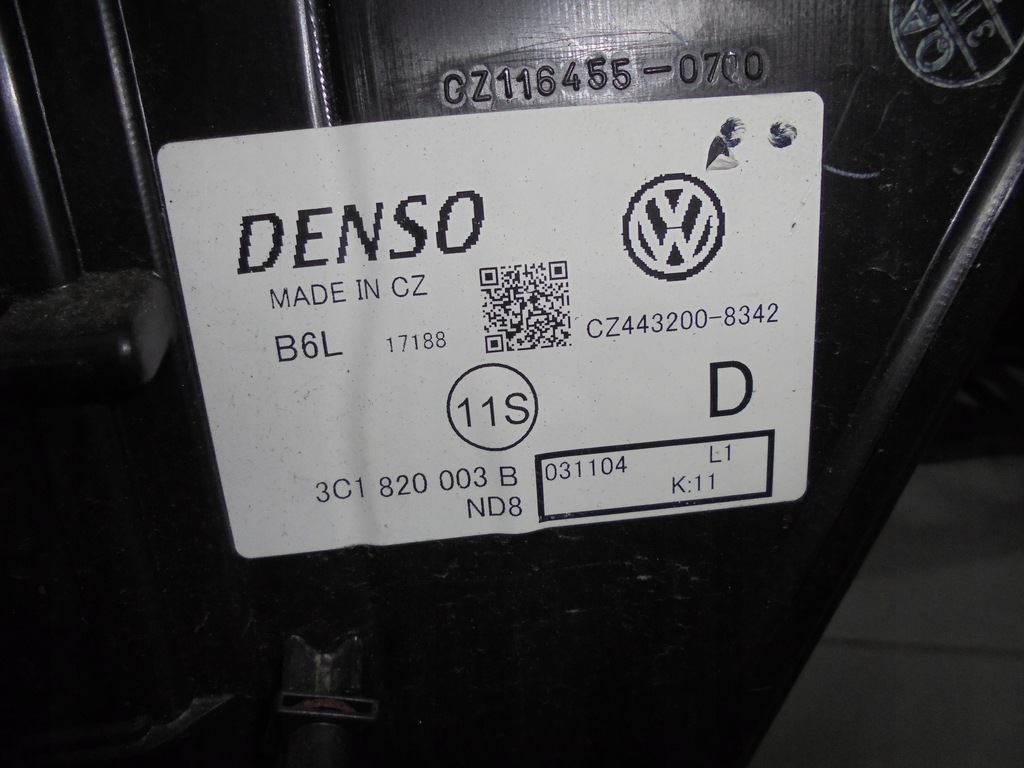 CZ116455-0700
DENSO
MADE IN CZ
B6L 17188
CZ443200-8342
11S
D
3C1 820 003 B
ND8
031104 L1
K:11